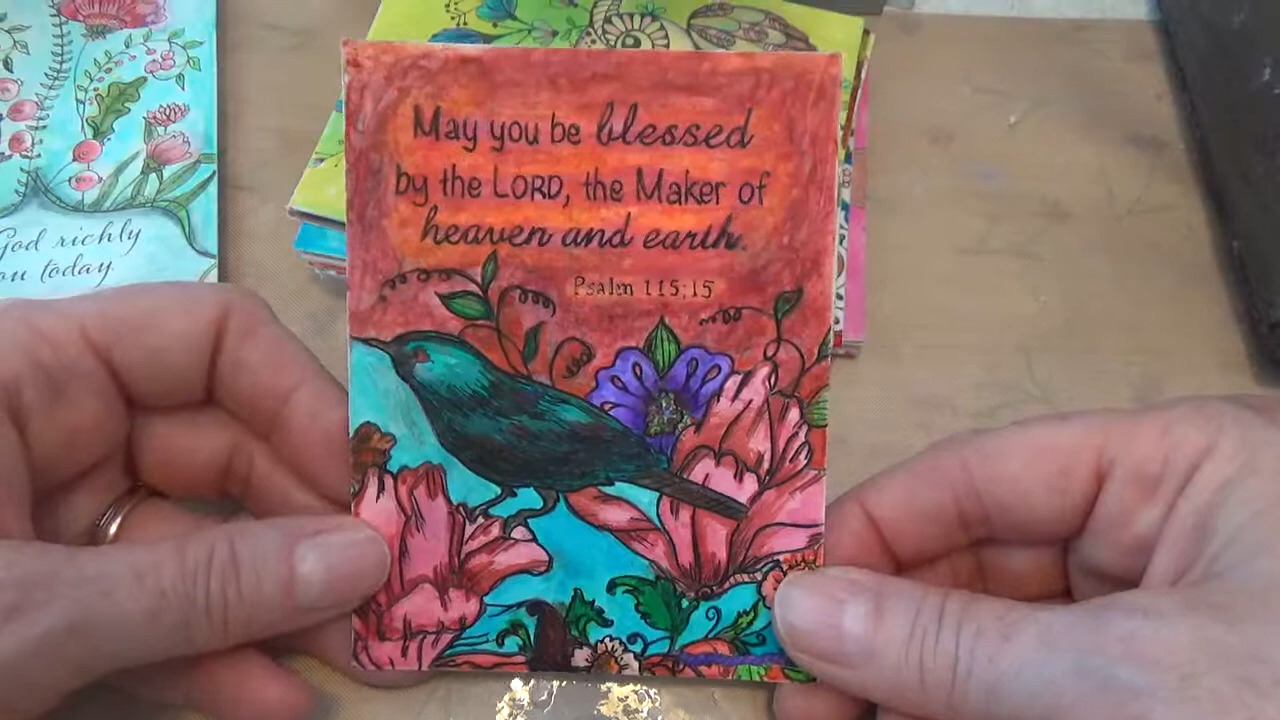 May you be blessed
by the LORD, the Maker of
heaven and earth.
Psalm 115:15
God richly
you today.